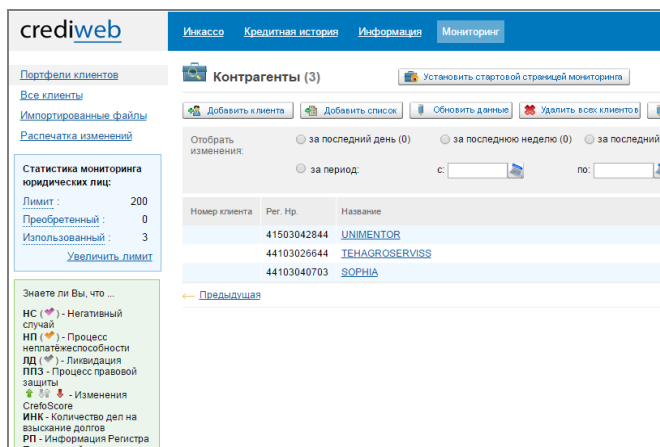 crediweb
Инкассо Кредитная история Информация Мониторинг
Портфели клиентов
Все клиенты
Импортированные файлы
Распечатка изменений
Статистика мониторинга
юридических лиц:
Лимит : 200
Преобретенный : 0
Изпользованный : 3
Увеличить лимит
Знаете ли Вы, что ...
НС ( ) - Негативный
случай
НП ( ) - Процесс
неплатёжеспособности
ЛД ( ) - Ликвидация
ППЗ - Процесс правовой
защиты
- Изменения
CrefoScore
ИНК - Количество дел на
взыскание долгов
РП - Информация Регистра
Контрагенты (3)
Установить стартовой страницей мониторинга
Добавить клиента Добавить список Обновить данные Удалить всех клиентов
Отобрать
изменения:
за последний день (0) за последнюю неделю (0) за последний
за период: с: по:
Номер клиента Рег. Нр. Название
41503042844 UNIMENTOR
44103026644 TEHAGROSERVISS
44103040703 SOPHIA
← Предыдущая